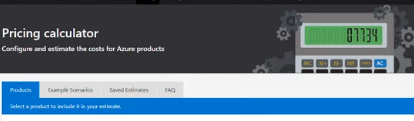 Pricing calculator
07734
Configure and estimate the costs for Azure products
AC
Products Example Scenarios Saved Estimates FAQ
Select a product to include it in your estimate.